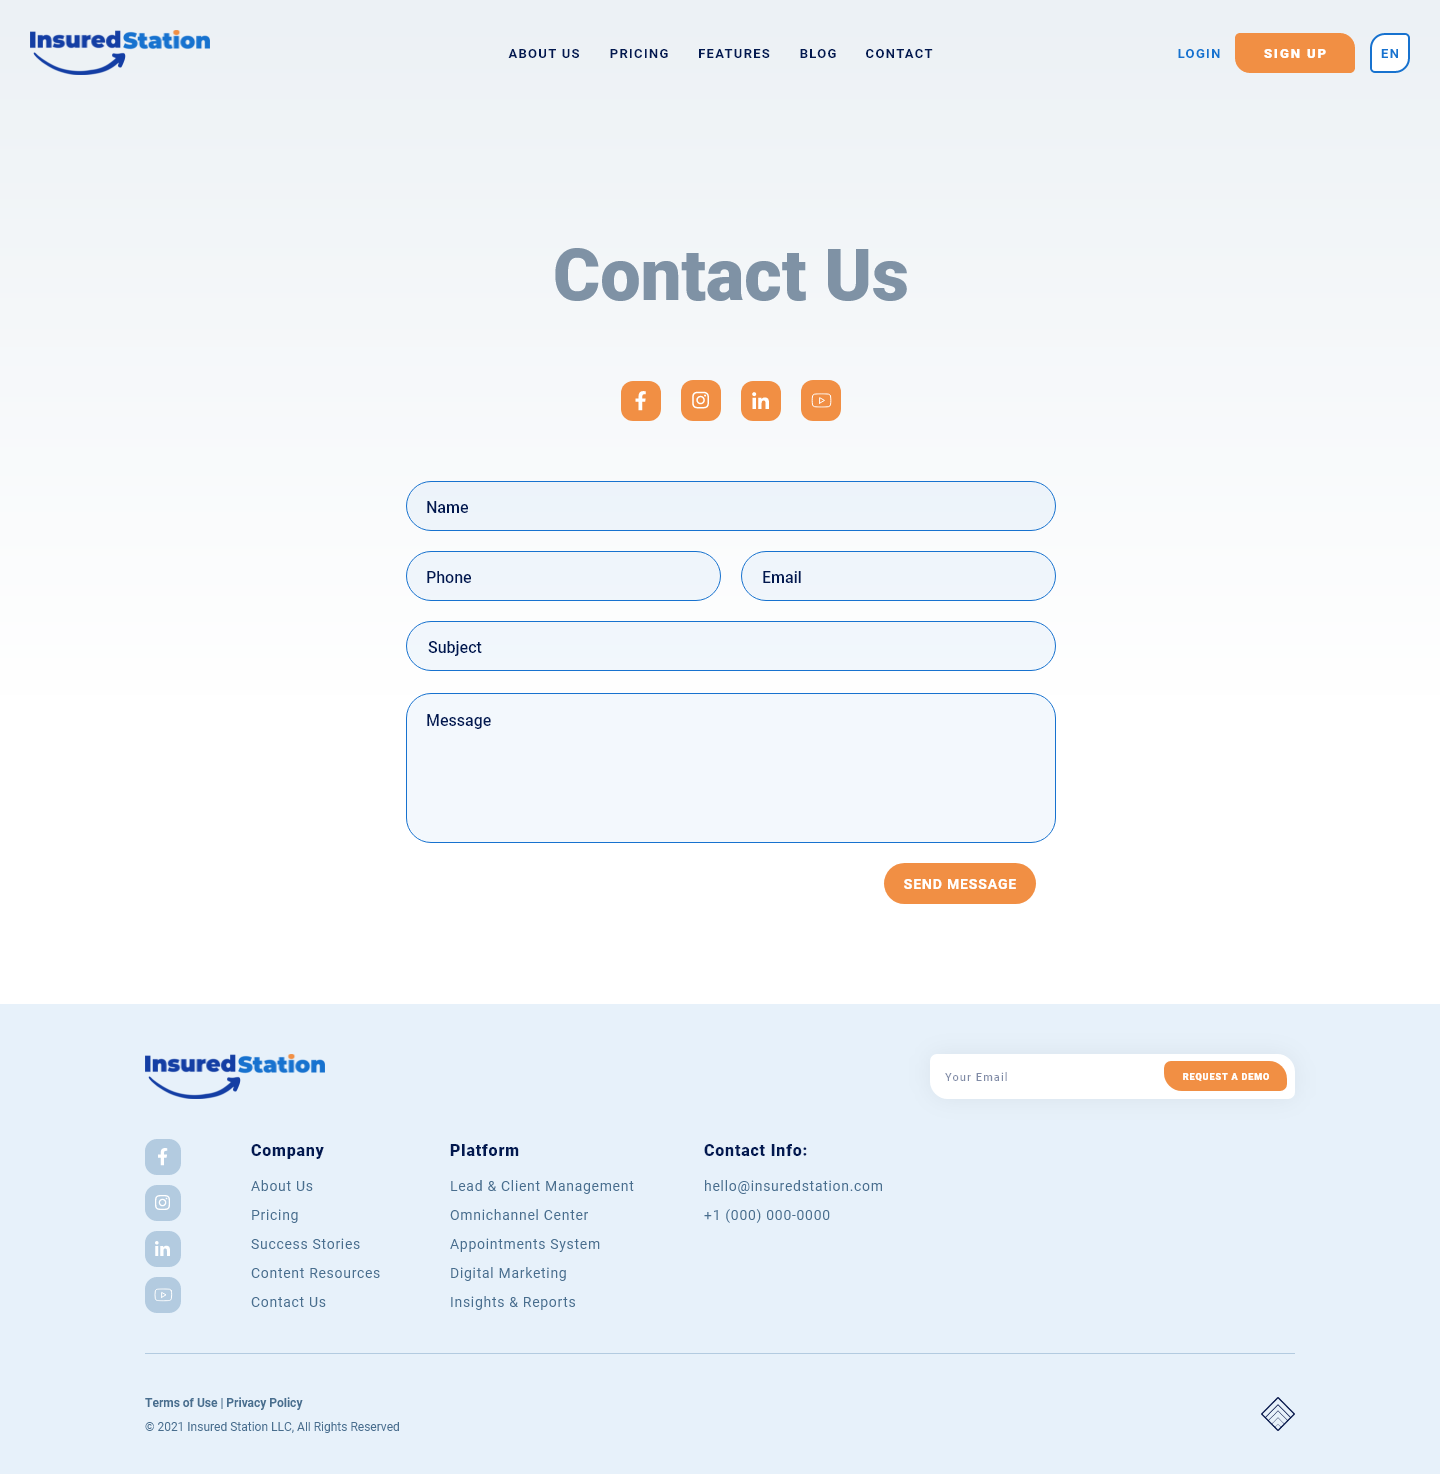 InsuredStation
ABOUT US PRICING FEATURES BLOG CONTACT
LOGIN SIGN UP EN
Contact Us
Name
Phone Email
Subject
Message
SEND MESSAGE
InsuredStation
Your Email REQUEST A DEMO
Company
About Us
Pricing
Success Stories
Content Resources
Contact Us
Platform
Lead & Client Management
Omnichannel Center
Appointments System
Digital Marketing
Insights & Reports
Contact Info:
hello@insuredstation.com
+1 (000) 000-0000
Terms of Use | Privacy Policy
© 2021 Insured Station LLC, All Rights Reserved